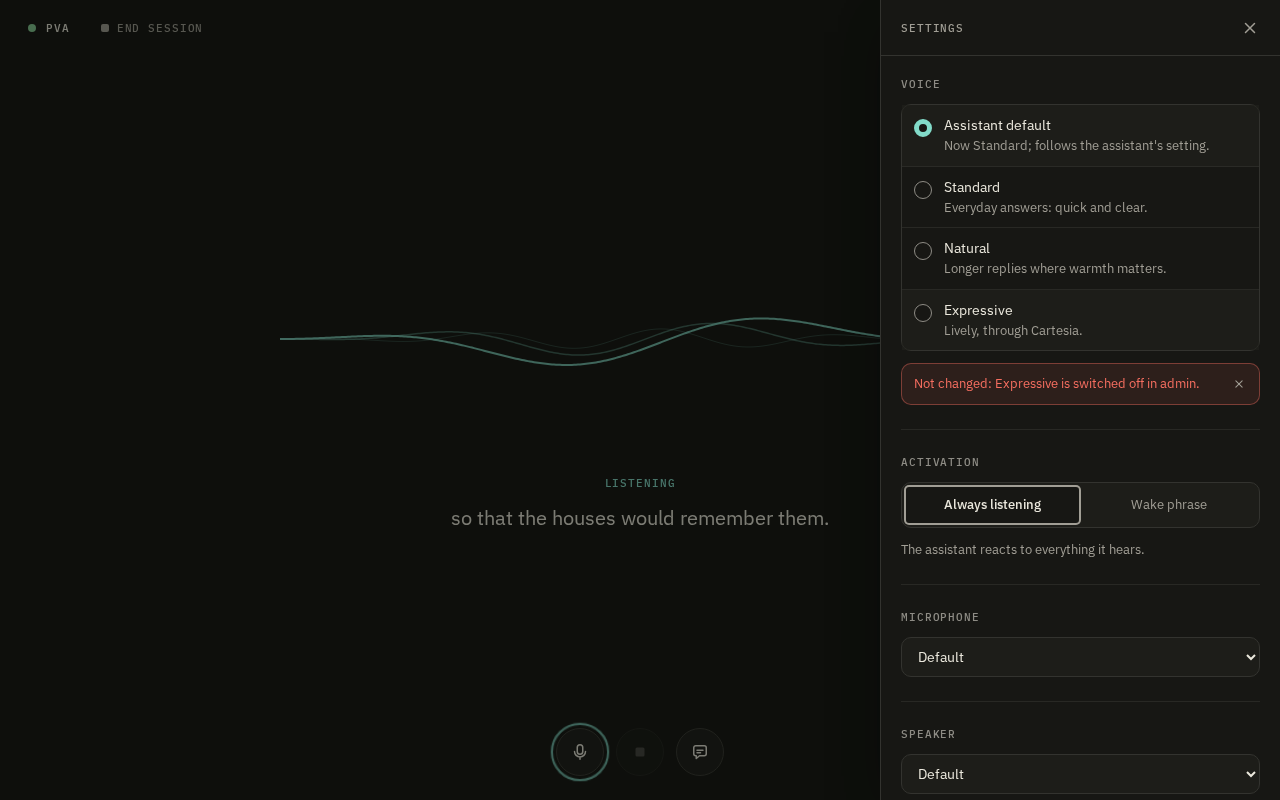 PVA
END SESSION
LISTENING
so that the houses would remember them.
SETTINGS
VOICE
Assistant default
Now Standard; follows the assistant's setting.
Standard
Everyday answers: quick and clear.
Natural
Longer replies where warmth matters.
Expressive
Lively, through Cartesia.
Not changed: Expressive is switched off in admin.
ACTIVATION
Always listening
Wake phrase
The assistant reacts to everything it hears.
MICROPHONE
Default
SPEAKER
Default